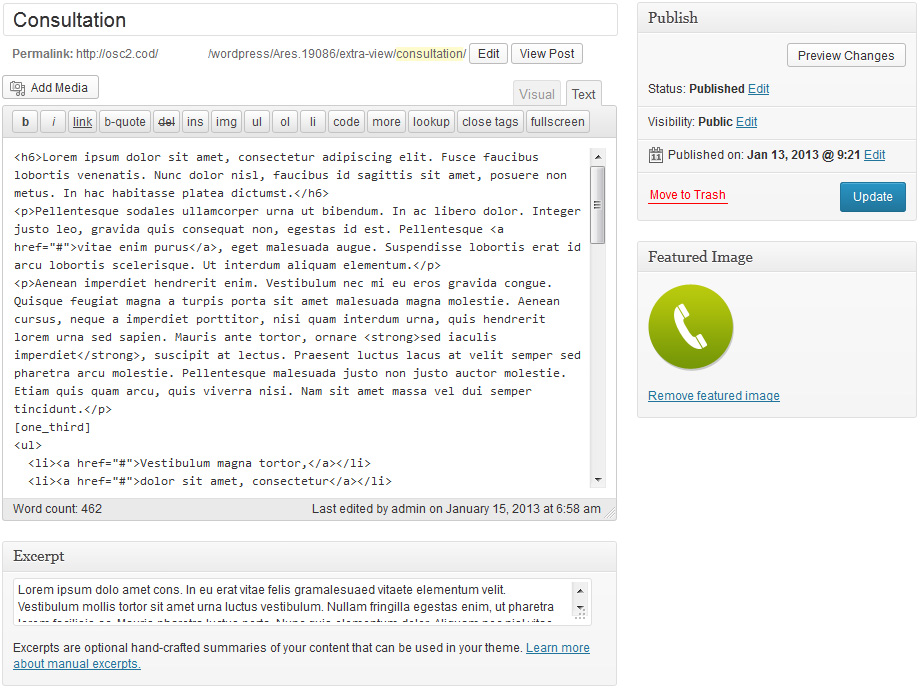 Consultation
Permalink: http://osc2.cod/ /wordpress/Ares.19086/extra-view/consultation/ Edit View Post
Add Media
Visual Text
b i link b-quote del ins img ul ol li code more lookup close tags fullscreen
<h6>Lorem ipsum dolor sit amet, consectetur adipiscing elit. Fusce faucibus
lobortis venenatis. Nunc dolor nisl, faucibus id sagittis sit amet, posuere non
metus. In hac habitasse platea dictumst.</h6>
<p>Pellentesque sodales ullamcorper urna ut bibendum. In ac libero dolor. Integer
justo leo, gravida quis consequat non, egestas id est. Pellentesque <a
href="#">vitae enim purus</a>, eget malesuada augue. Suspendisse lobortis erat id
arcu lobortis scelerisque. Ut interdum aliquam elementum.</p>
<p>Aenean imperdiet hendrerit enim. Vestibulum nec mi eu eros gravida congue.
Quisque feugiat magna a turpis porta sit amet malesuada magna molestie. Aenean
cursus, neque a imperdiet porttitor, nisi quam interdum urna, quis hendrerit
lorem urna sed sapien. Mauris ante tortor, ornare <strong>sed iaculis
imperdiet</strong>, suscipit at lectus. Praesent luctus lacus at velit semper sed
pharetra arcu molestie. Pellentesque malesuada justo non justo auctor molestie.
Etiam quis quam arcu, quis viverra nisi. Nam sit amet massa vel dui semper
tincidunt.</p>
[one_third]
<ul>
<li><a href="#">Vestibulum magna tortor,</a></li>
<li><a href="#">dolor sit amet, consectetur</a></li>
Word count: 462 Last edited by admin on January 15, 2013 at 6:58 am
Excerpt
Lorem ipsum dolo amet cons. In eu erat vitae felis gramalesuaed vitaete elementum velit.
Vestibulum mollis tortor sit amet urna luctus vestibulum. Nullam fringilla egestas enim, ut pharetra
Excerpts are optional hand-crafted summaries of your content that can be used in your theme. Learn more
about manual excerpts.
Publish
Preview Changes
Status: Published Edit
Visibility: Public Edit
11 Published on: Jan 13, 2013 @ 9:21 Edit
Move to Trash Update
Featured Image
Remove featured image